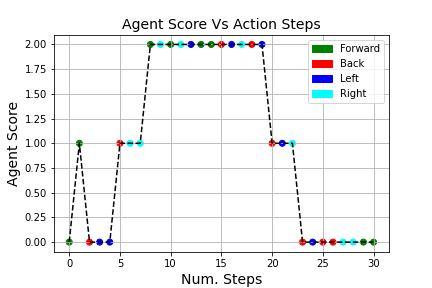 Agent Score Vs Action Steps
Agent Score
2.00
1.75
1.50
1.25
1.00
0.75
0.50
0.25
0.00
Forward
Back
Left
Right
0 5 10 15 20 25 30
Num. Steps